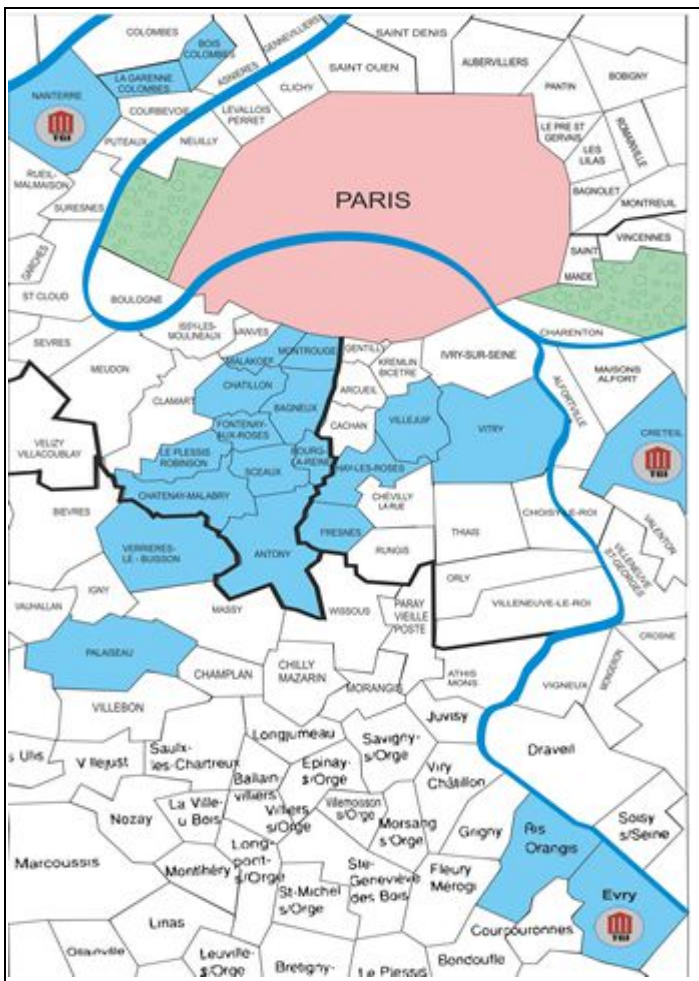 COLOMBES
BOIS
COLOMBES
GENNEVILLIERS
SAINT DENIS
AUBERVILLIERS
LA GARENNE
COLOMBES
ASNIERES
SAINT OUEN
NANTERRE
TGI
CLICHY
PANTIN
BOBIGNY
COURBEVOIE
LEVALLOIS
PERRET
PUTEAUX
NEUILLY
LE PRE ST
GERVAIS
ROMAINVILLE
LES
LILAS
RUEIL-
MALMAISON
SURESNES
PARIS
BAGNOLET
MONTREUIL
GARCHES
SAINT
MANDE
VINCENNES
ST CLOUD
BOULOGNE
SEVRES
ISSY-LES-
MOULINEAUX
VANVES
MALAKOFF
MONTROUGE
GENTILLY
KREMLIN
BICETRE
IVRY-SUR-SEINE
CHARENTON
MEUDON
CHATILLON
ARCUEIL
ALFORTVILLE
MAISONS
ALFORT
CLAMART
BAGNEUX
VILLEJUIF
FONTENAY-
AUX-ROSES
CACHAN
VITRY
CRETEIL
TGI
VELIZY
VILLACOUBLAY
LE PLESSIS
ROBINSON
SCEAUX
BOURG-
LA-REINE
HAY-LES-ROSES
CHATENAY-MALABRY
CHEVILLY
LA RUE
CHOISY-LE-ROI
VALENTON
BIEVRES
FRESNES
THIAIS
VERRIERES-
LE - BUISSON
ANTONY
RUNGIS
VILLENEUVE
ST-GEORGES
IGNY
ORLY
VAUHALLAN
MASSY
WISSOUS
PARAY
VIEILLE
POSTE
VILLENEUVE-LE-ROI
CROSNE
PALAISEAU
CHAMPLAN
CHILLY
MAZARIN
MORANGIS
ATHIS
MONS
VIGNEUX
MONGERON
VILLEBON
Juvisy
s Ulis
Villejust
Saulx-
les-Chartreux
Longjumeau
Savigny-
s/Orge
Draveil
Ballain-
villiers
Epinay-
s/Orge
Viry
Châtillon
Nozay
La Ville-
u Bois
Villiers
s/Orge
Villemoisson
s/Orge
Morsang
s/Orge
Grigny
Ris
Orangis
Soisy
s/Seine
Marcoussis
Montlhéry
Long-
pont-
s/Orge
Ste-
Geneviève
des Bois
Fleury
Mérogi
St-Michel
s/Orge
Evry
TGI
Linas
Courcouronnes
Ollainville
Leuville-
s/Orge
Bretigny-
Le Plessis
Bondoufle